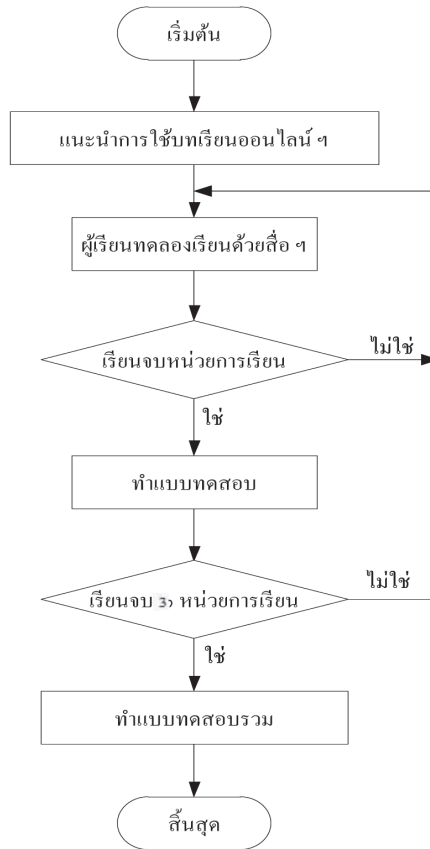 เริ่มต้น
แนะนำการใช้บทเรียนออนไลน์ ฯ
ผู้เรียนทดลองเรียนด้วยสื่อ ฯ
เรียนจบหน่วยการเรียน
ไม่ใช่
ใช่
ทำแบบทดสอบ
เรียนจบ 3, หน่วยการเรียน
ไม่ใช่
ใช่
ทำแบบทดสอบรวม
สิ้นสุด